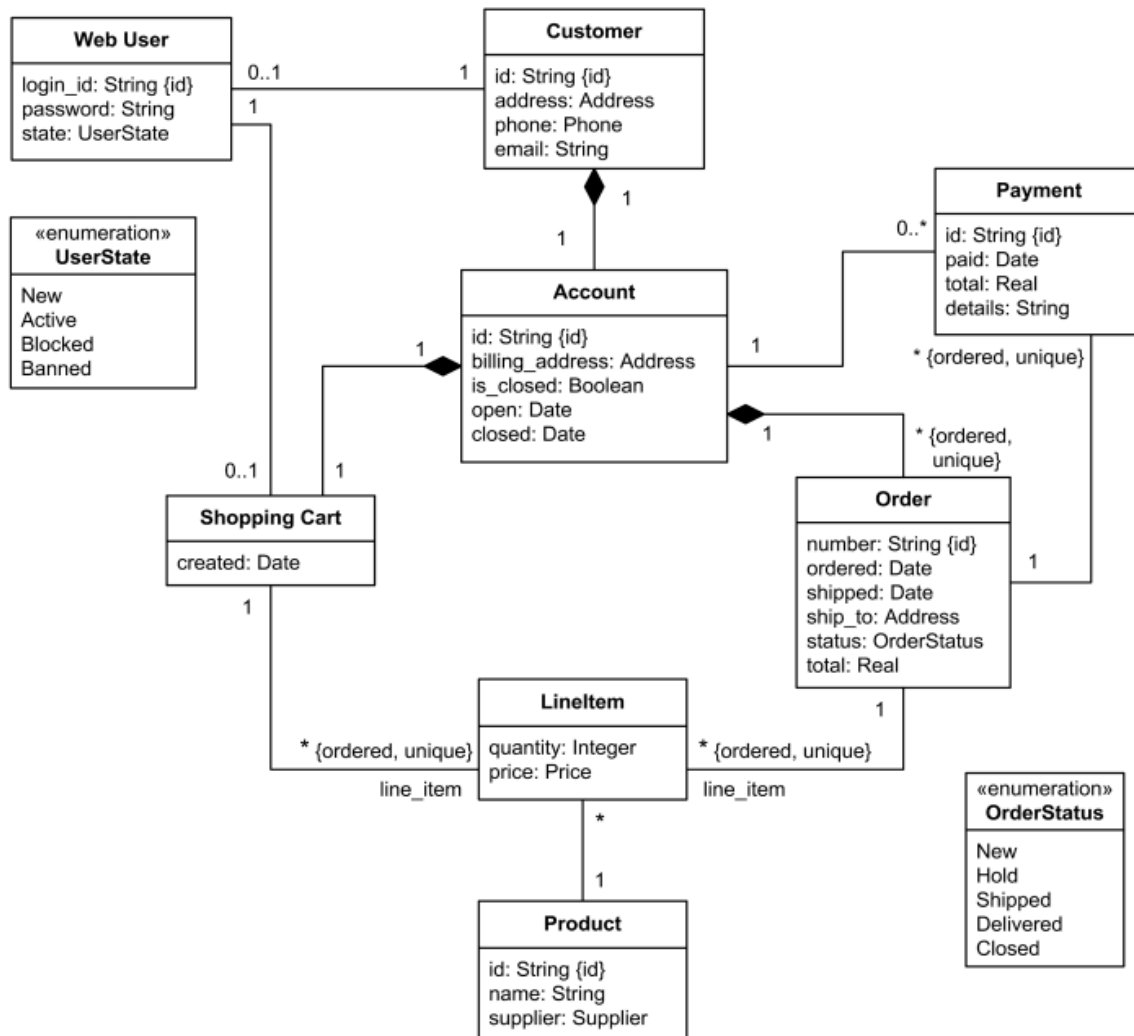 Web User
login_id: String {id}
password: String
state: UserState
0..1
1
1
Customer
id: String {id}
address: Address
phone: Phone
email: String
1
1
«enumeration»
UserState
New
Active
Blocked
Banned
Account
id: String {id}
billing_address: Address
is_closed: Boolean
open: Date
closed: Date
1
1
1
Payment
id: String {id}
paid: Date
total: Real
details: String
0..*
* {ordered, unique}
* {ordered,
unique}
0..1
1
Shopping Cart
created: Date
1
Order
number: String {id}
ordered: Date
shipped: Date
ship_to: Address
status: OrderStatus
total: Real
1
1
LineItem
quantity: Integer
price: Price
* {ordered, unique}
line_item
* {ordered, unique}
line_item
*
1
Product
id: String {id}
name: String
supplier: Supplier
«enumeration»
OrderStatus
New
Hold
Shipped
Delivered
Closed